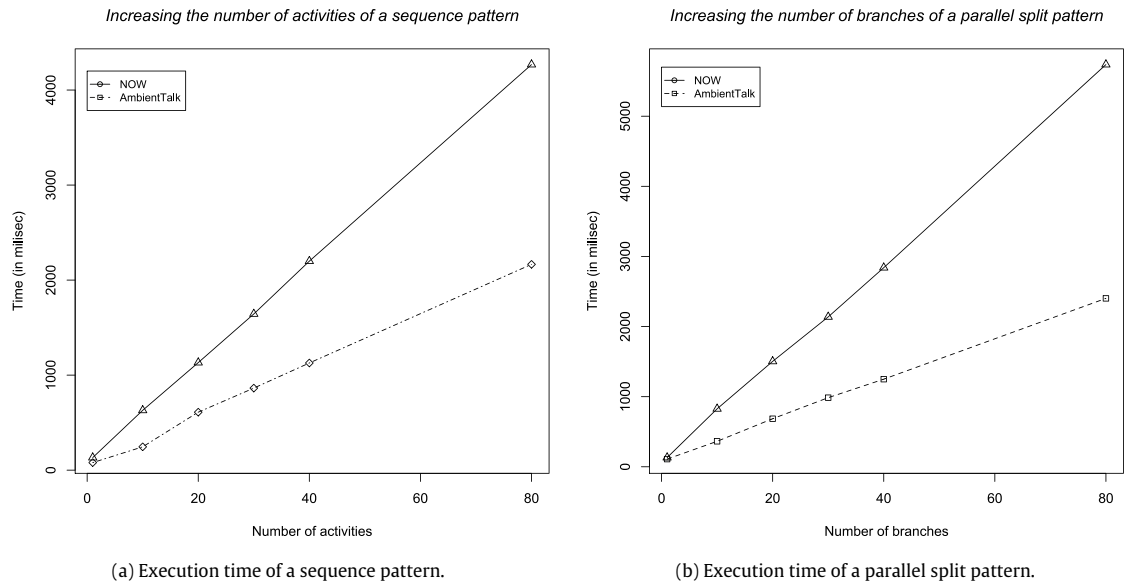 Increasing the number of activities of a sequence pattern
NOW
AmbientTalk
Time (in milisec)
4000
3000
2000
1000
0
0 20 40 60 80
Number of activities
(a) Execution time of a sequence pattern.
Increasing the number of branches of a parallel split pattern
NOW
AmbientTalk
Time (in milisec)
5000
4000
3000
2000
1000
0
0 20 40 60 80
Number of branches
(b) Execution time of a parallel split pattern.